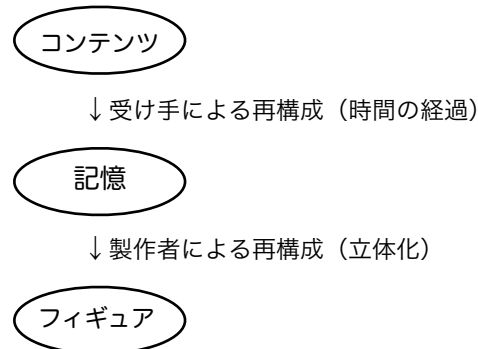 コンテンツ
↓受け手による再構成（時間の経過）
記憶
↓製作者による再構成（立体化）
フィギュア